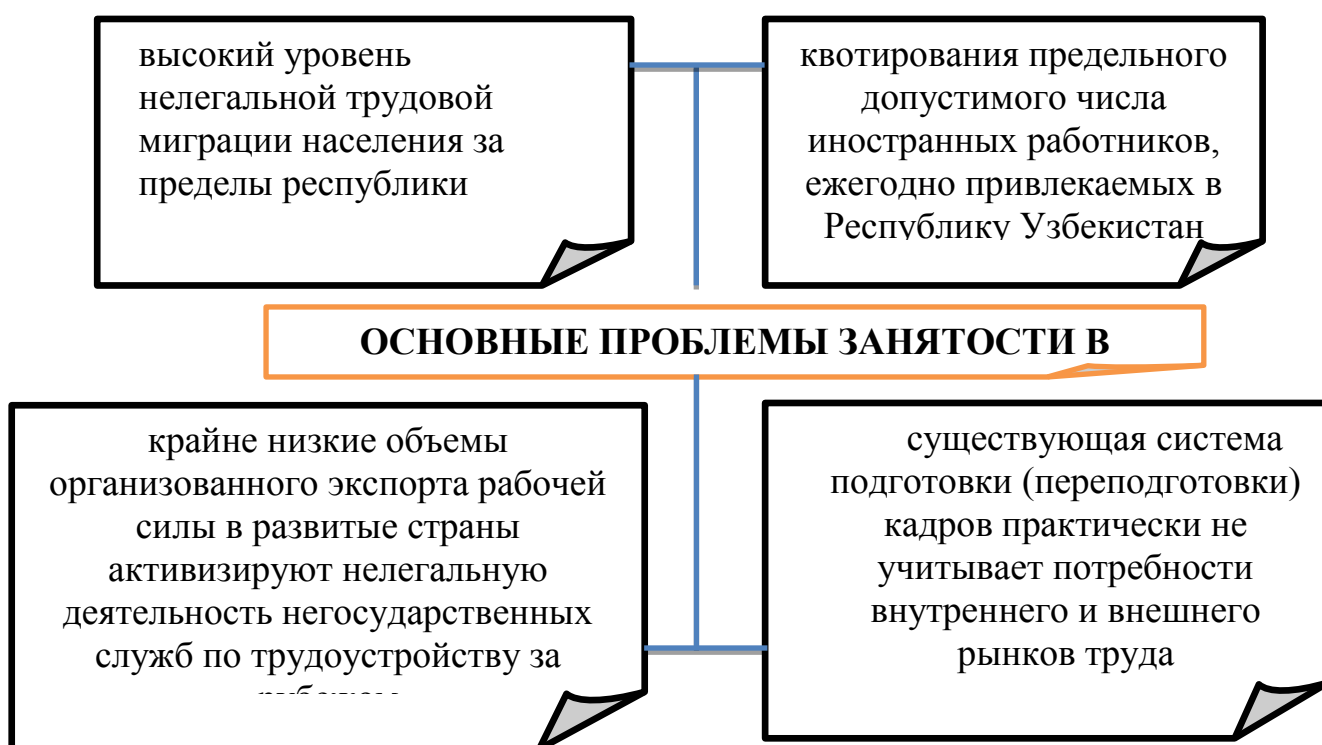 высокий уровень
нелегальной трудовой
миграции населения за
пределы республики
квотирования предельного
допустимого числа
иностранных работников,
ежегодно привлекаемых в
Республику Узбекистан
ОСНОВНЫЕ ПРОБЛЕМЫ ЗАНЯТОСТИ В
крайне низкие объемы
организованного экспорта рабочей
силы в развитые страны
активизируют нелегальную
деятельность негосударственных
служб по трудоустройству за
существующая система
подготовки (переподготовки)
кадров практически не
учитывает потребности
внутреннего и внешнего
рынков труда